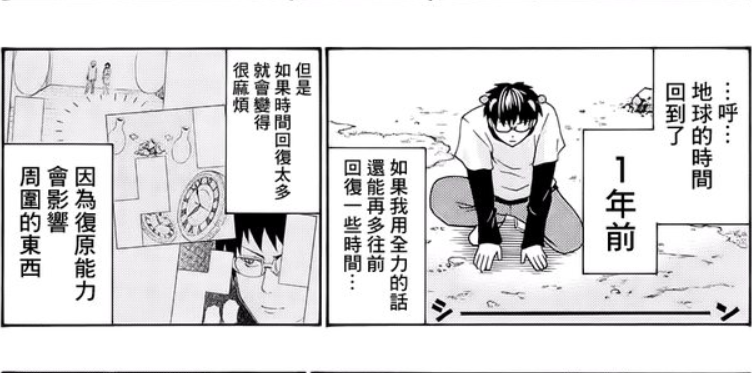 …呼…
地球的時間
回到了
1年前
如果我用全力的話
還能再多往前
回復一些時間…
シーン
但是
如果時間回復太多
就會變得
很麻煩
因為復原能力
會影響
周圍的東西